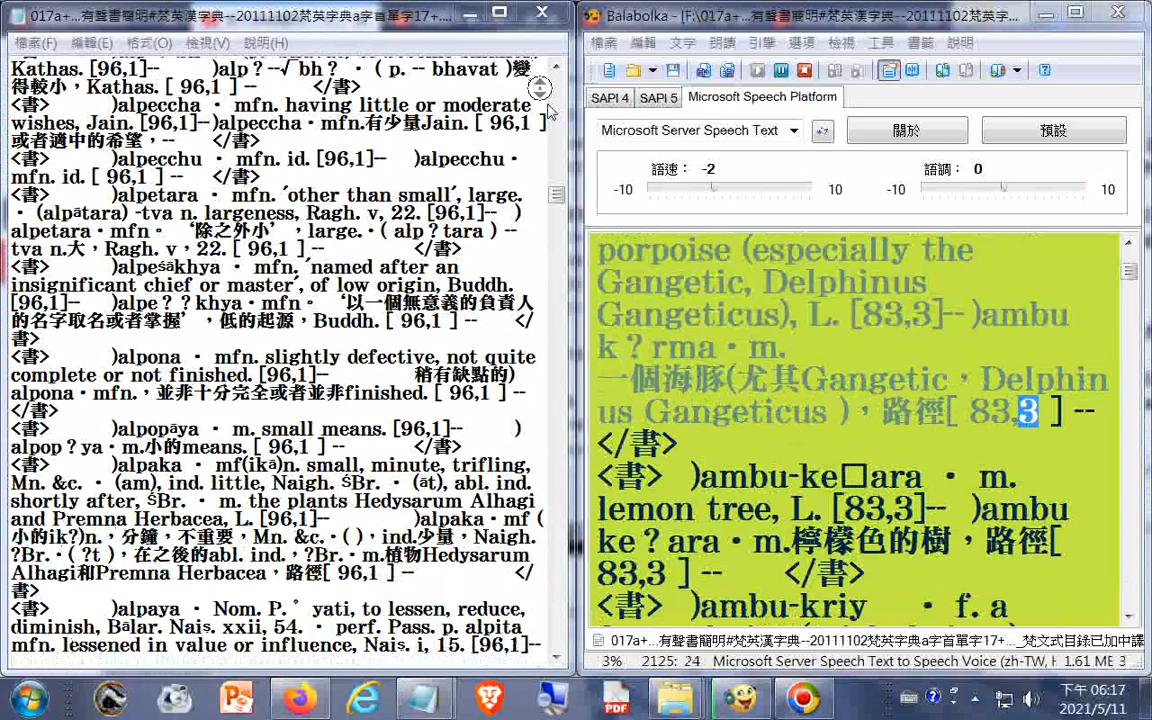 017a+...有聲書簡明#梵英漢字典--20111102梵英字典a字首單字17+...
檔案(F) 編輯(E) 格式(O) 檢視(V) 說明(H)
Kathas. [96,1]-- )alp？--√ bh？ • ( p. -- bhavat )變
得較小，Kathas. [ 96,1 ] -- </書>
<書> )alpeccha • mfn. having little or moderate
wishes, Jain. [96,1]--)alpeccha • mfn.有少量Jain. [ 96,1 ]
或者適中的希望， -- </書>
<書> )alpecchu • mfn. id. [96,1]-- )alpecchu •
mfn. id. [ 96,1 ] -- </書>
<書> )alpetara • mfn. 'other than small', large.
• (alpātara) -tva n. largeness, Ragh. v, 22. [96,1]-- )
alpetara • mfn。 ‘除之外小’，large. • ( alp？tara ) --
tva n.大，Ragh. v，22. [ 96,1 ] -- </書>
<書> )alpeśākhya • mfn. 'named after an
insignificant chief or master', of low origin, Buddh.
[96,1]-- )alpe？？khya • mfn。 ‘以一個無意義的負責人
的名字取名或者掌握’，低的起源，Buddh. [ 96,1 ] -- </
書>
<書> )alpona • mfn. slightly defective, not quite
complete or not finished. [96,1]-- 稍有缺點的)
alpona • mfn.，並非十分完全或者並非finished. [ 96,1 ] --
</書>
<書> )alpopāya • m. small means. [96,1]-- )
alpop？ya • m.小的means. [ 96,1 ] -- </書>
<書> )alpaka • mf(ikā)n. small, minute, trifling,
Mn. &c. • (am), ind. little, Naigh. ŚBr. • (āt), abl. ind.
shortly after, ŚBr. • m. the plants Hedysarum Alhagi
and Premna Herbacea, L. [96,1]-- )alpaka • mf (
小的ik?)n.，分鐘，不重要，Mn. &c. • ( )，ind.少量，Naigh.
?Br. • ( ?t )，在之後的abl. ind.，?Br. • m.植物Hedysarum
Alhagi和Premna Herbacea，路徑[ 96,1 ] -- </
書>
<書> )alpaya • Nom. P. ° yati, to lessen, reduce,
diminish, Bālar. Naiṣ. xxii, 54. • perf. Pass. p. alpita
mfn. lessened in value or influence, Naiṣ. i, 15. [96,1]--
Balabolka - [F:\017a+...有聲書簡明#梵英漢字典--20111102梵英字...
檔案 編輯 文字 朗讀 引擎 選項 檢視 工具 書籤 說明
SAPI 4 SAPI 5 Microsoft Speech Platform
Microsoft Server Speech Text 關於 預設
語速： -2 語調： 0
-10 10 -10 10
porpoise (especially the
Gangetic, Delphinus
Gangeticus), L. [83,3]-- )ambu
k？rma • m.
一個海豚(尤其Gangetic，Delphin
us Gangeticus )，路徑[ 83,3 ] --
</書>
<書> )ambu-ke□ara • m.
lemon tree, L. [83,3]-- )ambu
ke？ara • m.檸檬色的樹，路徑[
83,3 ] -- </書>
<書> )ambu-kriy • f. a
017a+...有聲書簡明#梵英漢字典--20111102梵英字典a字首單字17+..._梵文式目錄已加中譯
3% 2125: 24 Microsoft Server Speech Text to Speech Voice (zh-TW, H 1.61 ME 3
PDF
下午 06:17
2021/5/11